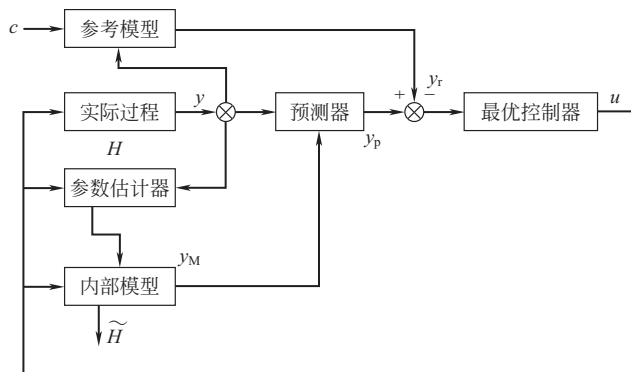 c
参考模型
y_r
+
−
实际过程
y
预测器
y_p
最优控制器
u
H
参数估计器
y_M
内部模型
H̃